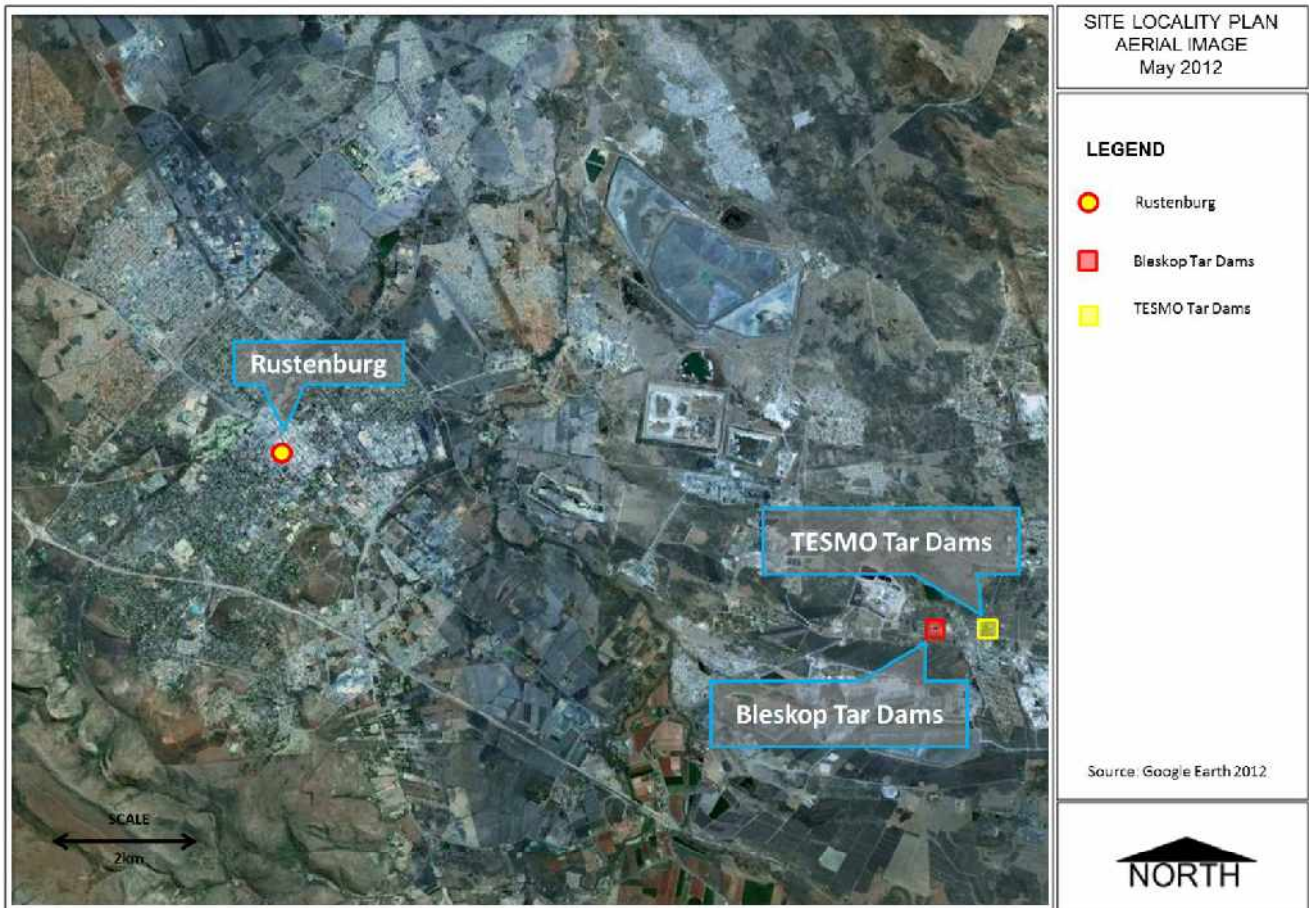 SITE LOCALITY PLAN
AERIAL IMAGE
May 2012
LEGEND
Rustenburg
Bleskop Tar Dams
TESMO Tar Dams
Source: Google Earth 2012
NORTH
Rustenburg
TESMO Tar Dams
Bleskop Tar Dams
SCALE
2km